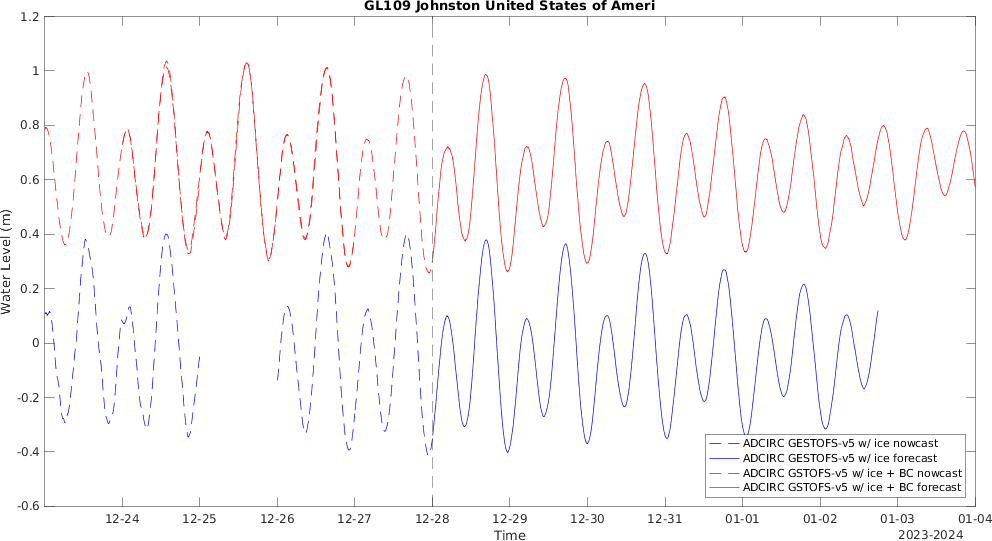 GL109 Johnston United States of Ameri
1.2
1
0.8
0.6
0.4
0.2
0
-0.2
-0.4
-0.6
Water Level (m)
ADCIRC GESTOFS-v5 w/ ice nowcast
ADCIRC GESTOFS-v5 w/ ice forecast
ADCIRC GSTOFS-v5 w/ ice + BC nowcast
ADCIRC GSTOFS-v5 w/ ice + BC forecast
12-24 12-25 12-26 12-27 12-28 12-29 12-30 12-31 01-01 01-02 01-03 01-04
Time
2023-2024